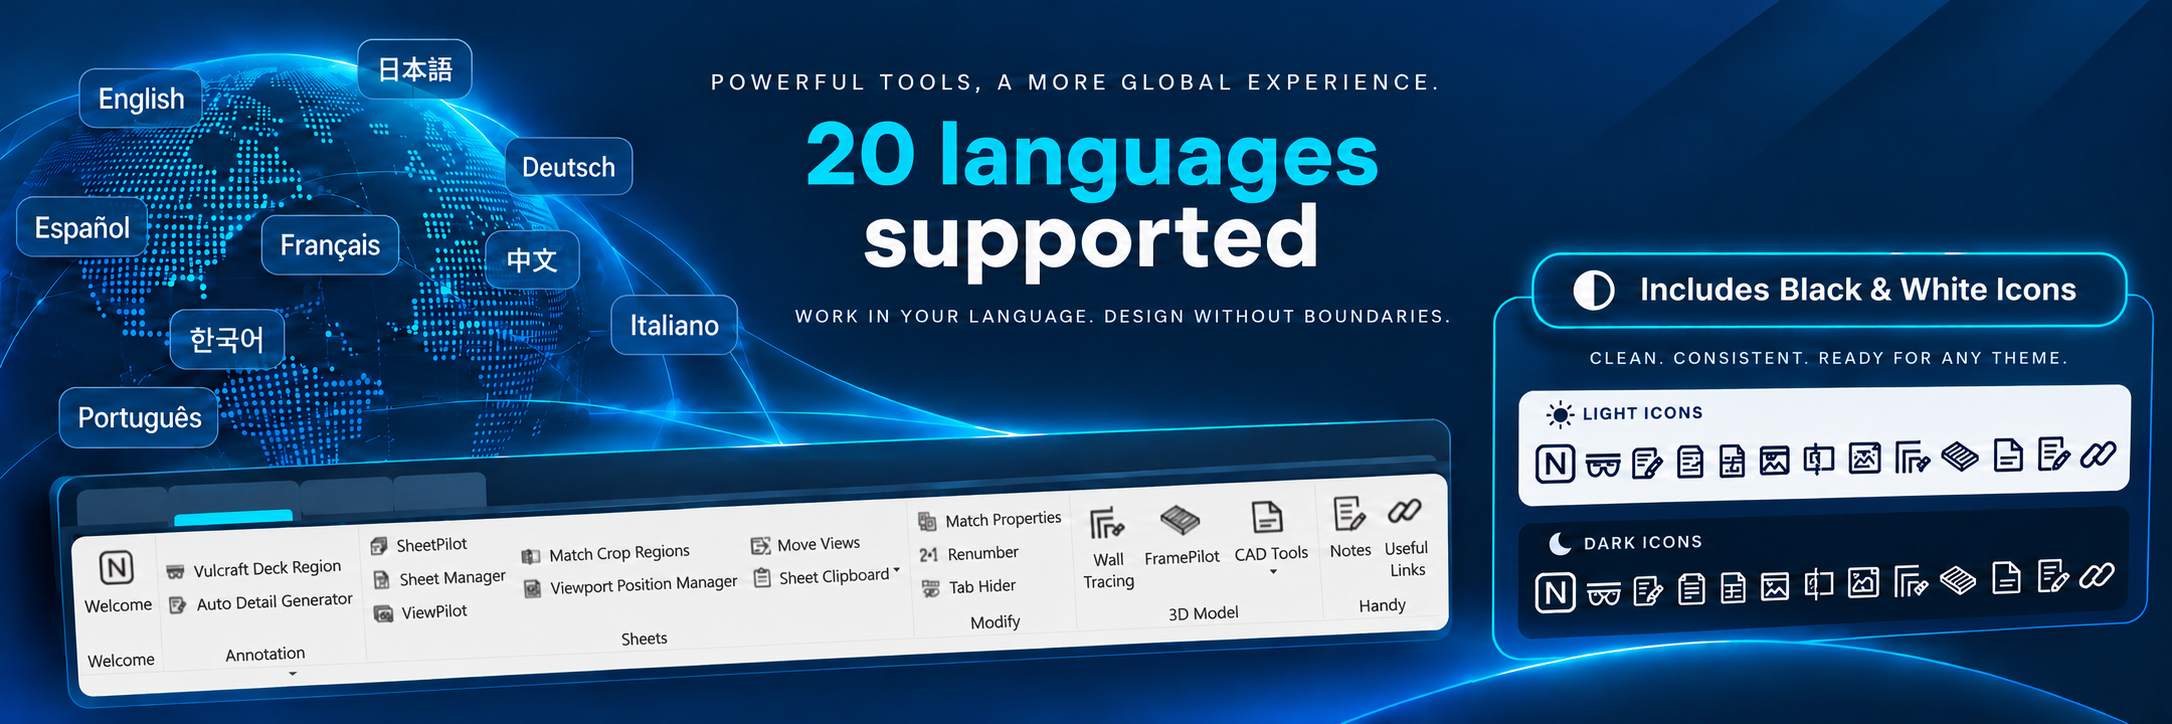 English
日本語
Deutsch
Español
Français
中文
한국어
Italiano
Português
POWERFUL TOOLS, A MORE GLOBAL EXPERIENCE.
20 languages
supported
WORK IN YOUR LANGUAGE. DESIGN WITHOUT BOUNDARIES.
N
Welcome
Welcome
Vulcraft Deck Region
Auto Detail Generator
Annotation
SheetPilot
Sheet Manager
ViewPilot
Match Crop Regions
Viewport Position Manager
Move Views
Sheet Clipboard
Sheets
Match Properties
2•1 Renumber
Tab Hider
Modify
Wall
Tracing
FramePilot
CAD Tools
3D Model
Notes
Useful
Links
Handy
Includes Black & White Icons
CLEAN. CONSISTENT. READY FOR ANY THEME.
LIGHT ICONS
N
DARK ICONS
N